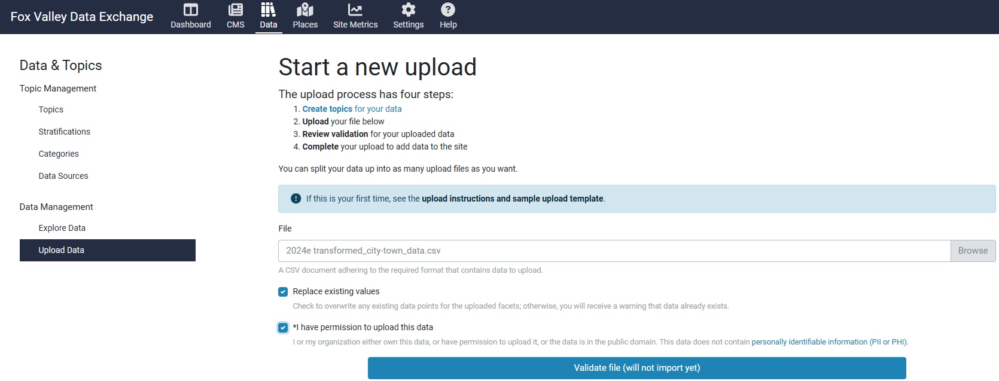 Fox Valley Data Exchange
Dashboard
CMS
Data
Places
Site Metrics
Settings
Help
Data & Topics
Topic Management
Topics
Stratifications
Categories
Data Sources
Data Management
Explore Data
Upload Data
Start a new upload
The upload process has four steps:
1. Create topics for your data
2. Upload your file below
3. Review validation for your uploaded data
4. Complete your upload to add data to the site
You can split your data up into as many upload files as you want.
If this is your first time, see the upload instructions and sample upload template.
File
2024e transformed_city-town_data.csv
Browse
A CSV document adhering to the required format that contains data to upload.
Replace existing values
Check to overwrite any existing data points for the uploaded facets; otherwise, you will receive a warning that data already exists.
*I have permission to upload this data
I or my organization either own this data, or have permission to upload it, or the data is in the public domain. This data does not contain personally identifiable information (PII or PHI).
Validate file (will not import yet)